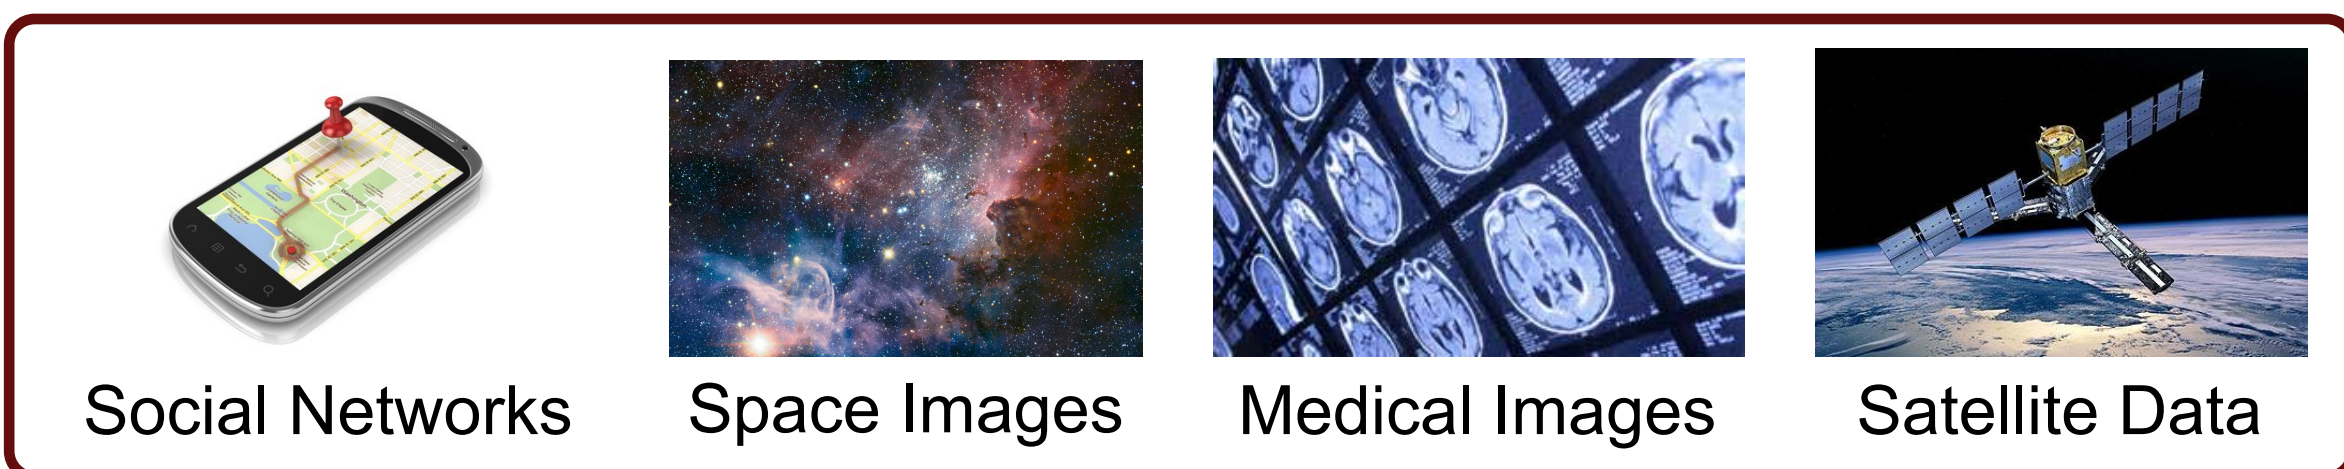 Social Networks
Space Images
Medical Images
Satellite Data